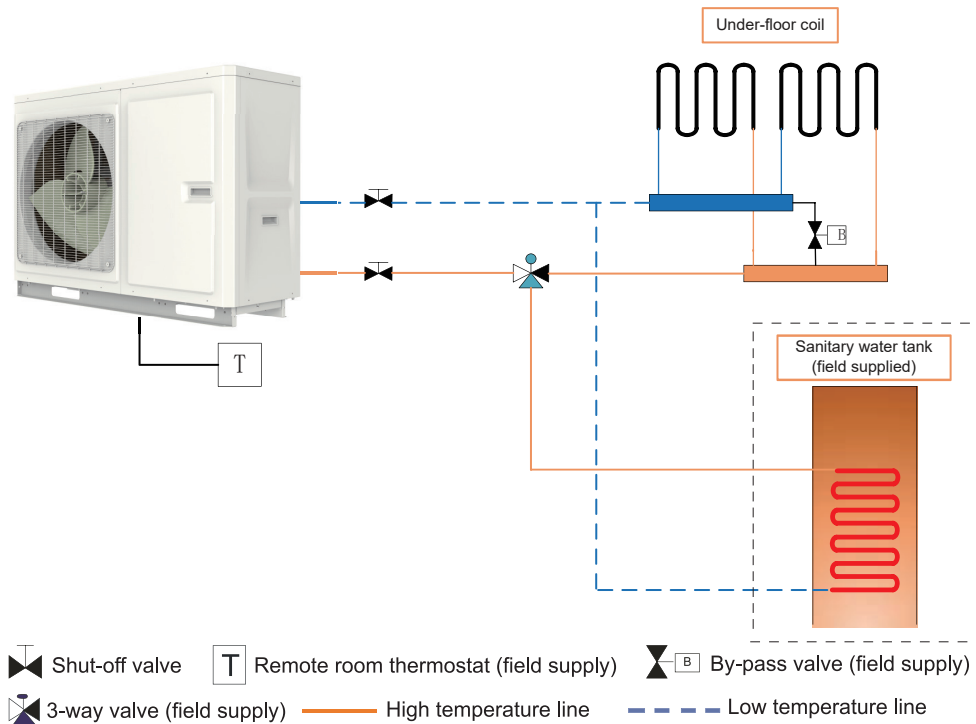 Under-floor coil
B
T
Sanitary water tank
(field supplied)
Shut-off valve
T
Remote room thermostat (field supply)
B
By-pass valve (field supply)
3-way valve (field supply)
High temperature line
Low temperature line